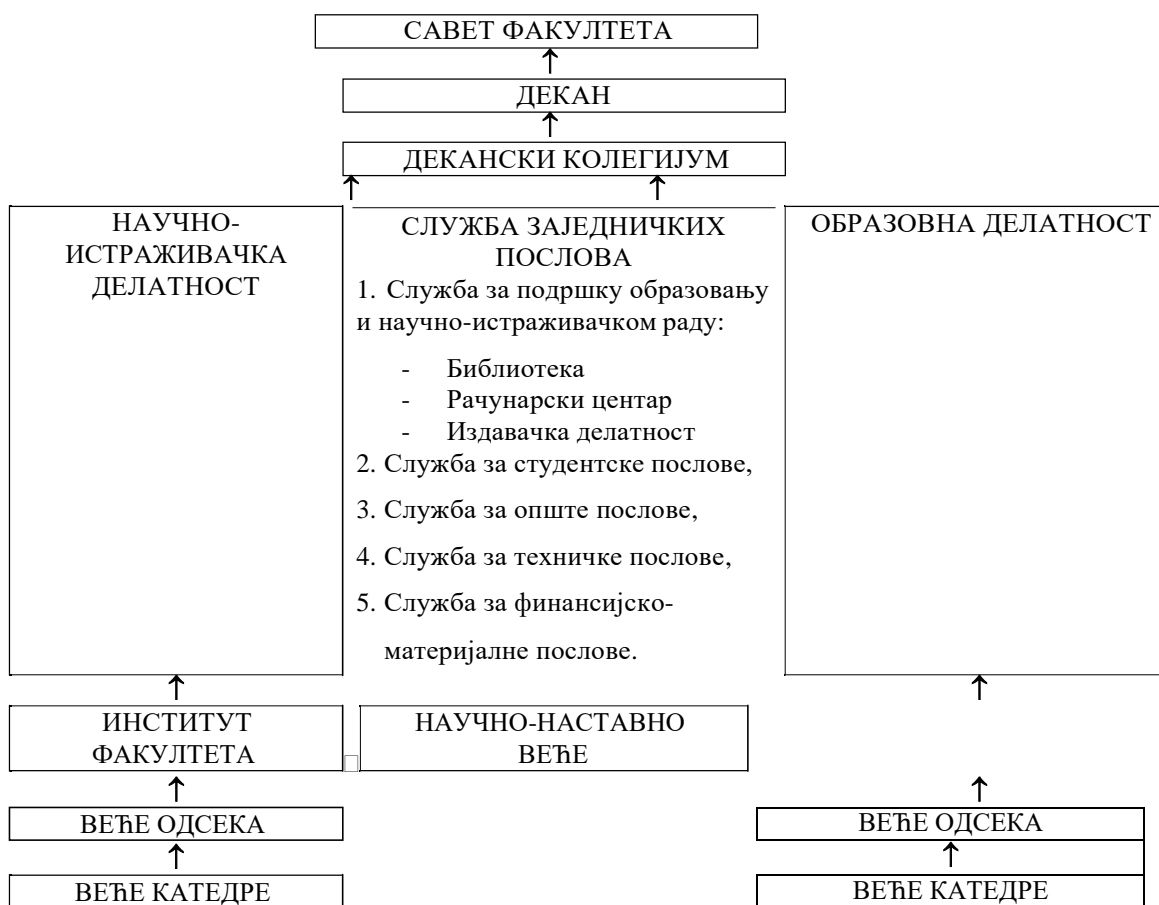 САВЕТ ФАКУЛТЕТА
↑
ДЕКАН
↑
ДЕКАНСКИ КОЛЕГИЈУМ
↑ ↑
НАУЧНО-
ИСТРАЖИВАЧКА
ДЕЛАТНОСТ
СЛУЖБА ЗАЈЕДНИЧКИХ
ПОСЛОВА
1. Служба за подршку образовању
и научно-истраживачком раду:
- Библиотека
- Рачунарски центар
- Издавачка делатност
2. Служба за студентске послове,
3. Служба за опште послове,
4. Служба за техничке послове,
5. Служба за финансијско-
материјалне послове.
ОБРАЗОВНА ДЕЛАТНОСТ
↑ ↑
ИНСТИТУТ
ФАКУЛТЕТА
НАУЧНО-НАСТАВНО
ВЕЋЕ
↑ ↑
ВЕЋЕ ОДСЕКА
ВЕЋЕ ОДСЕКА
↑ ↑
ВЕЋЕ КАТЕДРЕ
ВЕЋЕ КАТЕДРЕ